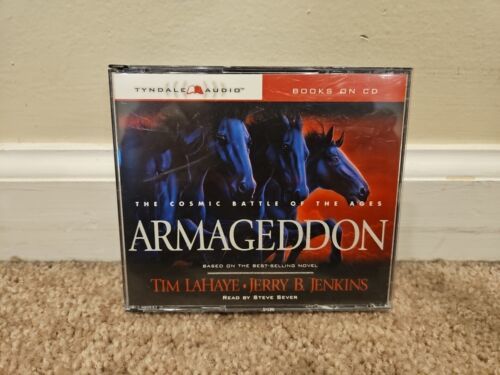 TYNDALE AUDIO™
BOOKS ON CD
THE COSMIC BATTLE OF THE AGES
ARMAGEDDON
BASED ON THE BEST-SELLING NOVEL
TIM LAHAYE • JERRY B. JENKINS
READ BY STEVE SEVER